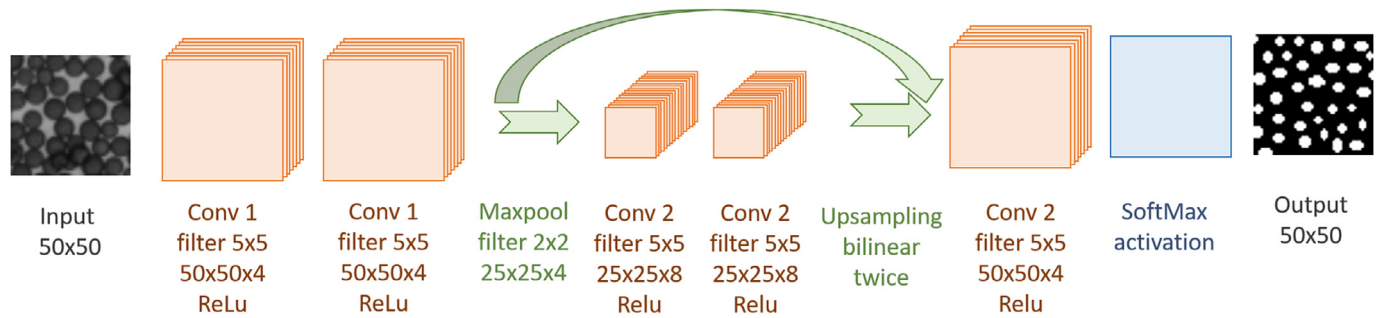 Input
50x50
Conv 1
filter 5x5
50x50x4
ReLu
Conv 1
filter 5x5
50x50x4
ReLu
Maxpool
filter 2x2
25x25x4
Conv 2
filter 5x5
25x25x8
Relu
Conv 2
filter 5x5
25x25x8
Relu
Upsampling
bilinear
twice
Conv 2
filter 5x5
50x50x4
Relu
SoftMax
activation
Output
50x50